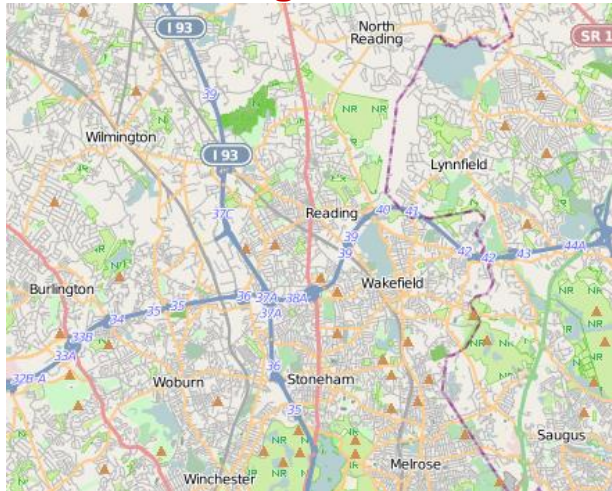 North
Reading
I 93
SR 1
39
Wilmington
NR
NR
I 93
Lynnfield
NR
37C
Reading
40
41
39
39
42
42
43
44A
Wakefield
Burlington
36
37A
38A
37A
35
35
34
33B
33A
32B-A
NR
NR
NR
NR
36
Woburn
Stoneham
35
Saugus
NR
NR
NR
Winchester
Melrose